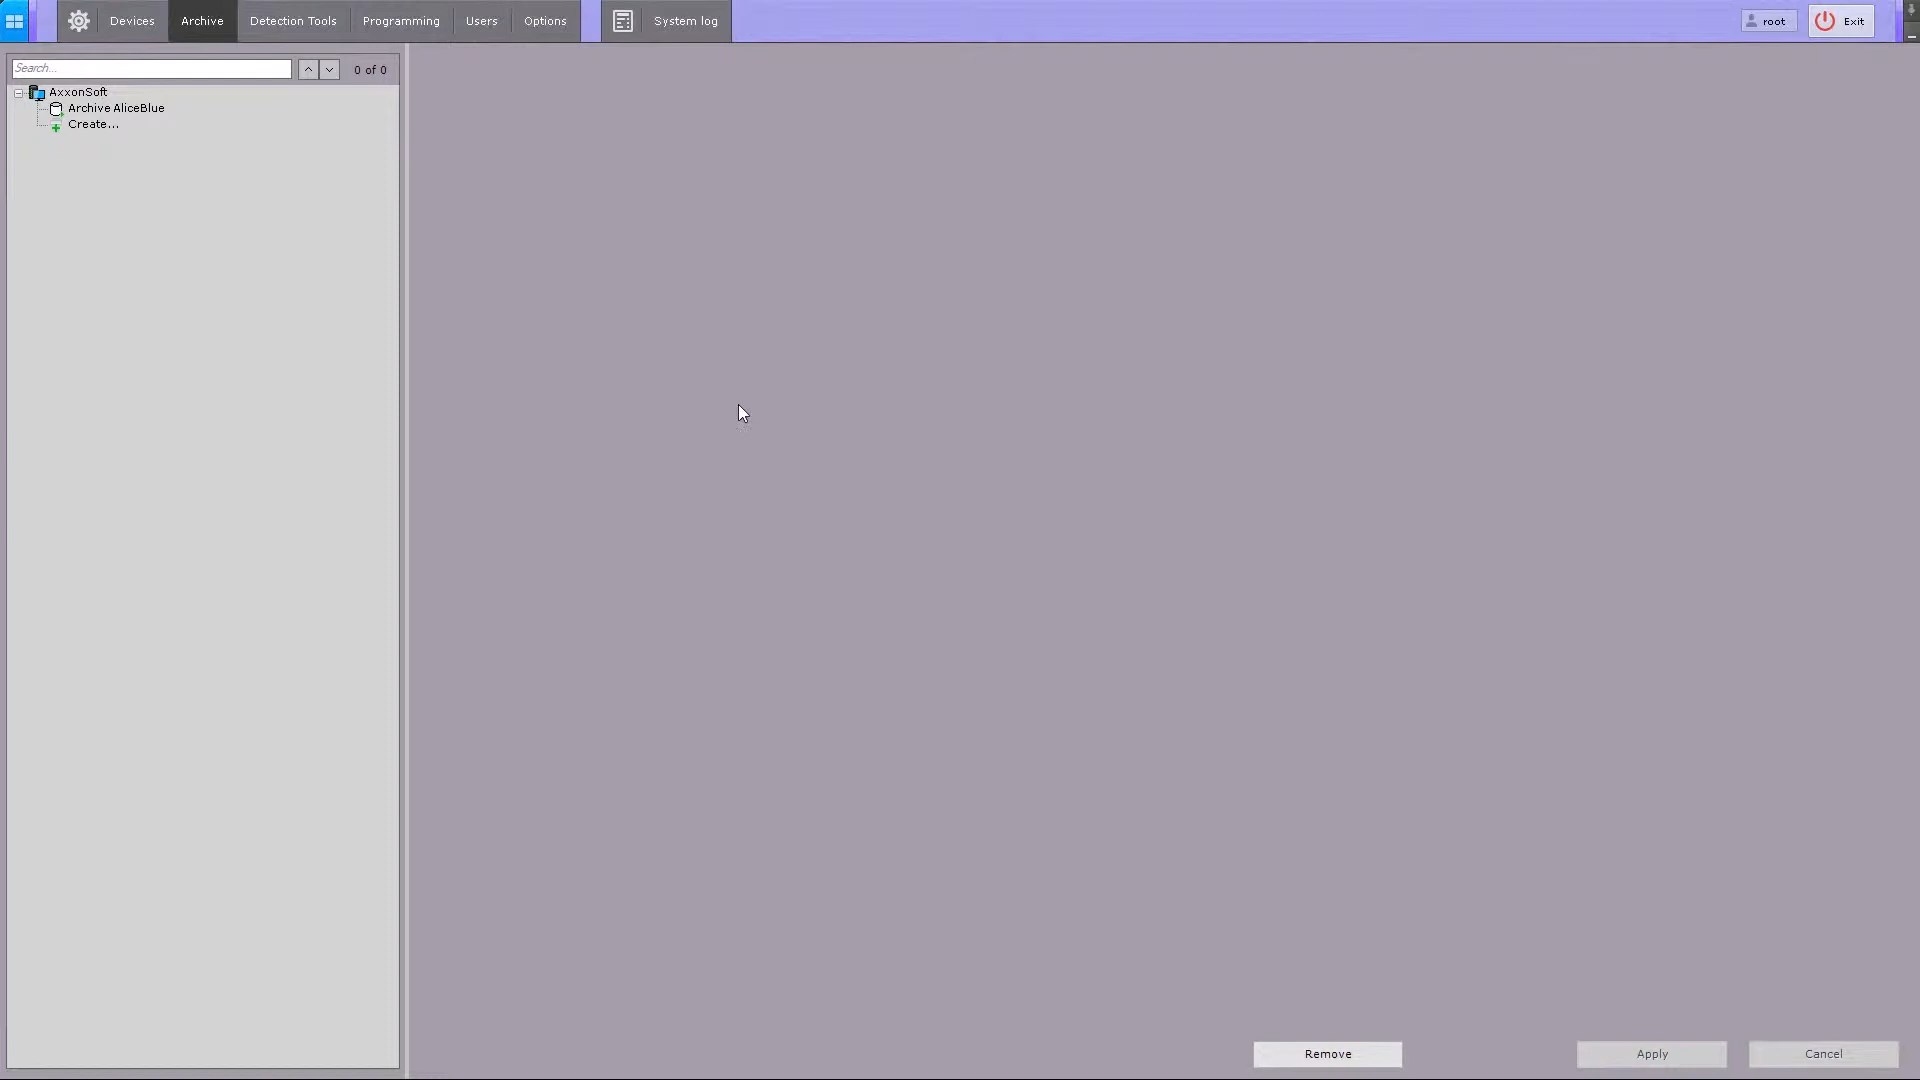 Devices Archive Detection Tools Programming Users Options System log root Exit
Search... 0 of 0
AxxonSoft
Archive AliceBlue
Create...
Remove Apply Cancel